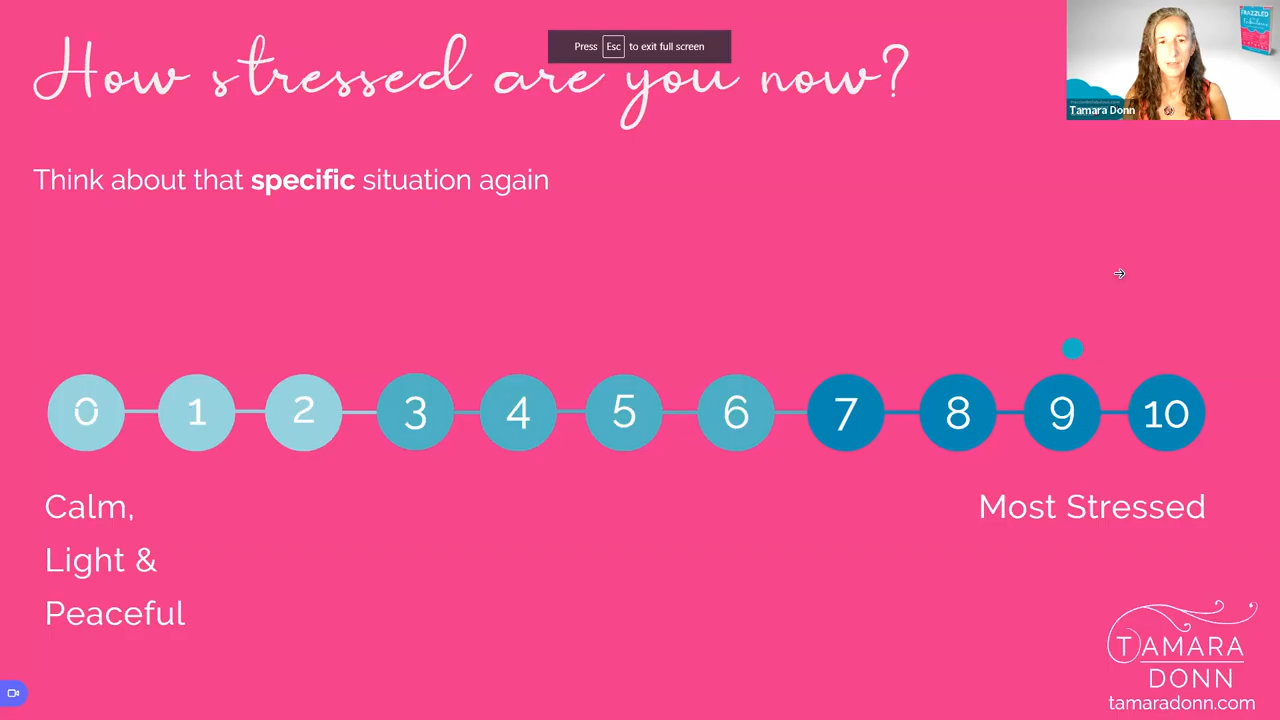 Press Esc to exit full screen
How stressed are you now?
Tamara Donn
FRAZZLED
Think about that specific situation again
0 1 2 3 4 5 6 7 8 9 10
Calm,
Light &
Peaceful
Most Stressed
TAMARA
DONN
tamaradonn.com